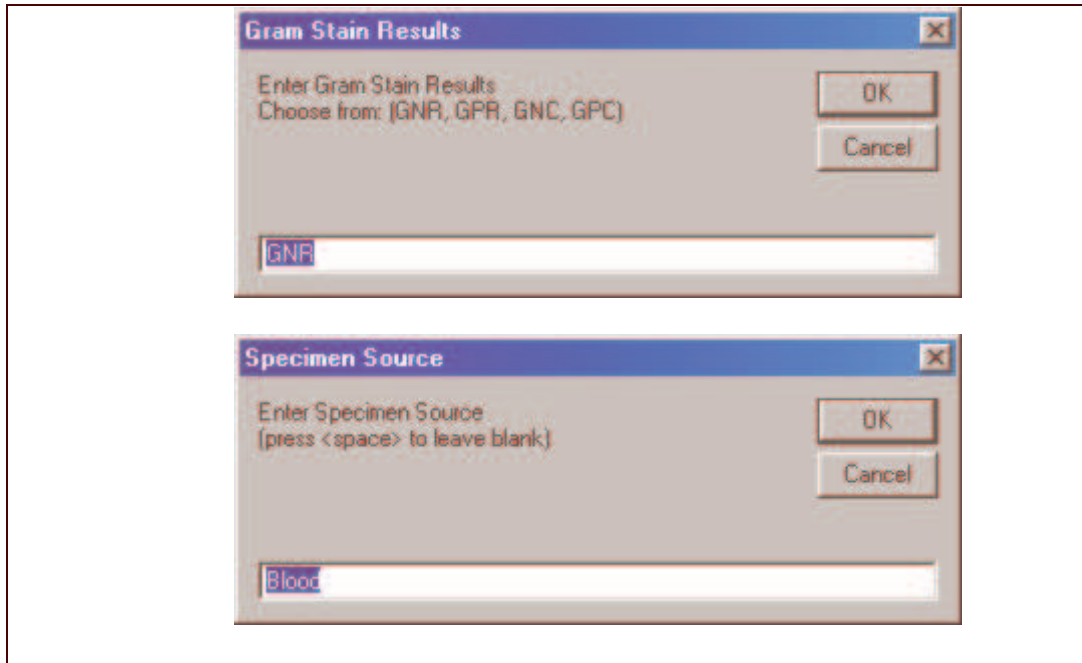 Gram Stain Results
Enter Gram Stain Results
Choose from: (GNR, GPR, GNC, GPC)
OK
Cancel
GNR
Specimen Source
Enter Specimen Source
(press <space> to leave blank)
OK
Cancel
Blood